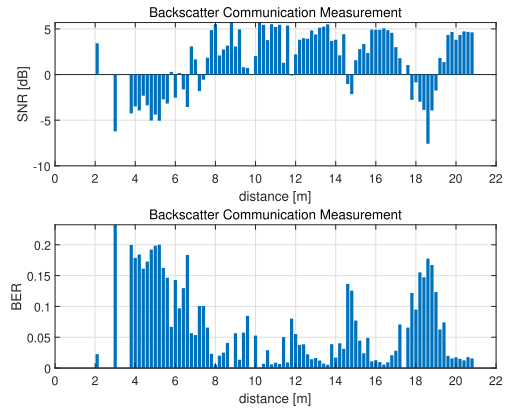 Backscatter Communication Measurement
5
0
-5
-10
SNR [dB]
0 2 4 6 8 10 12 14 16 18 20 22
distance [m]
Backscatter Communication Measurement
0.2
0.15
0.1
0.05
0
BER
0 2 4 6 8 10 12 14 16 18 20 22
distance [m]